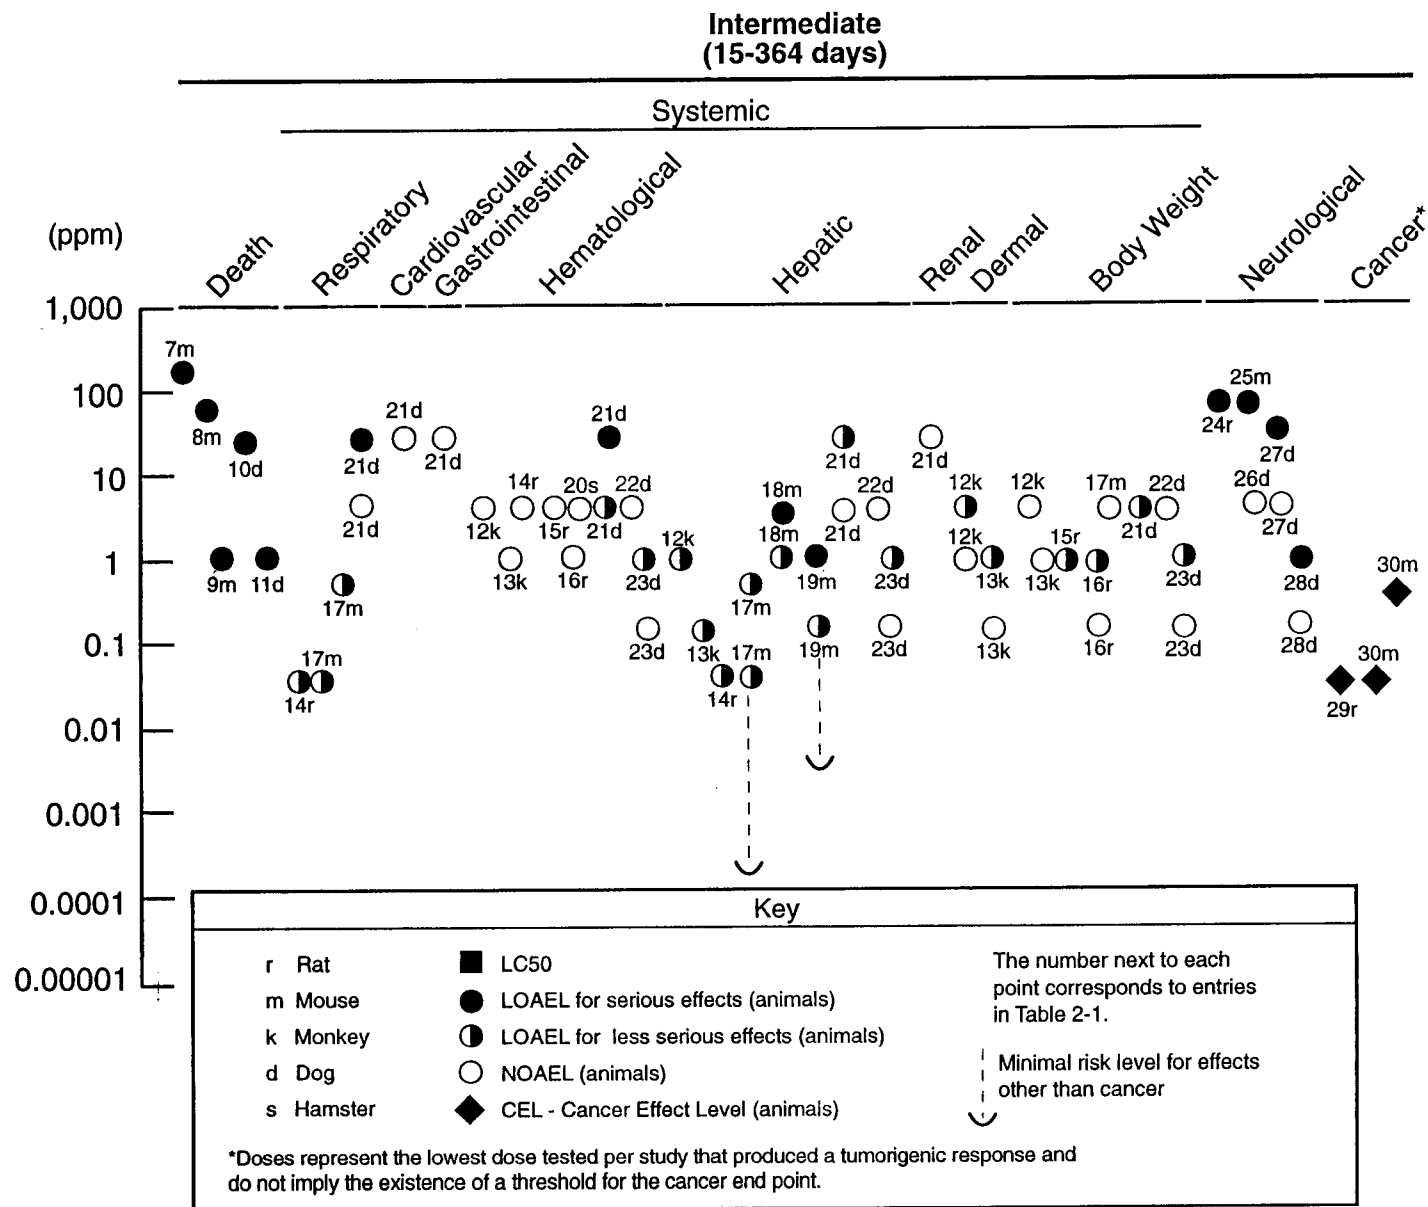 Intermediate
(15-364 days)
Systemic
(ppm)
Death
Respiratory
Cardiovascular
Gastrointestinal
Hematological
Hepatic
Renal
Dermal
Body Weight
Neurological
Cancer*
1,000
7m
25m
100
21d
21d
24r
8m
10d
21d
21d
21d
21d
27d
10
14r
20s
22d
18m
22d
12k
12k
17m
22d
26d
21d
12k
15r
21d
18m
21d
12k
21d
27d
12k
15r
1
9m
11d
13k
16r
23d
19m
23d
13k
13k
16r
23d
28d
30m
17m
17m
0.1
23d
13k
17m
19m
23d
13k
16r
23d
28d
17m
30m
14r
14r
29r
0.01
0.001
0.0001
0.00001
Key
r Rat
m Mouse
k Monkey
d Dog
s Hamster
LC50
LOAEL for serious effects (animals)
LOAEL for less serious effects (animals)
NOAEL (animals)
CEL - Cancer Effect Level (animals)
The number next to each
point corresponds to entries
in Table 2-1.
Minimal risk level for effects
other than cancer
*Doses represent the lowest dose tested per study that produced a tumorigenic response and
do not imply the existence of a threshold for the cancer end point.